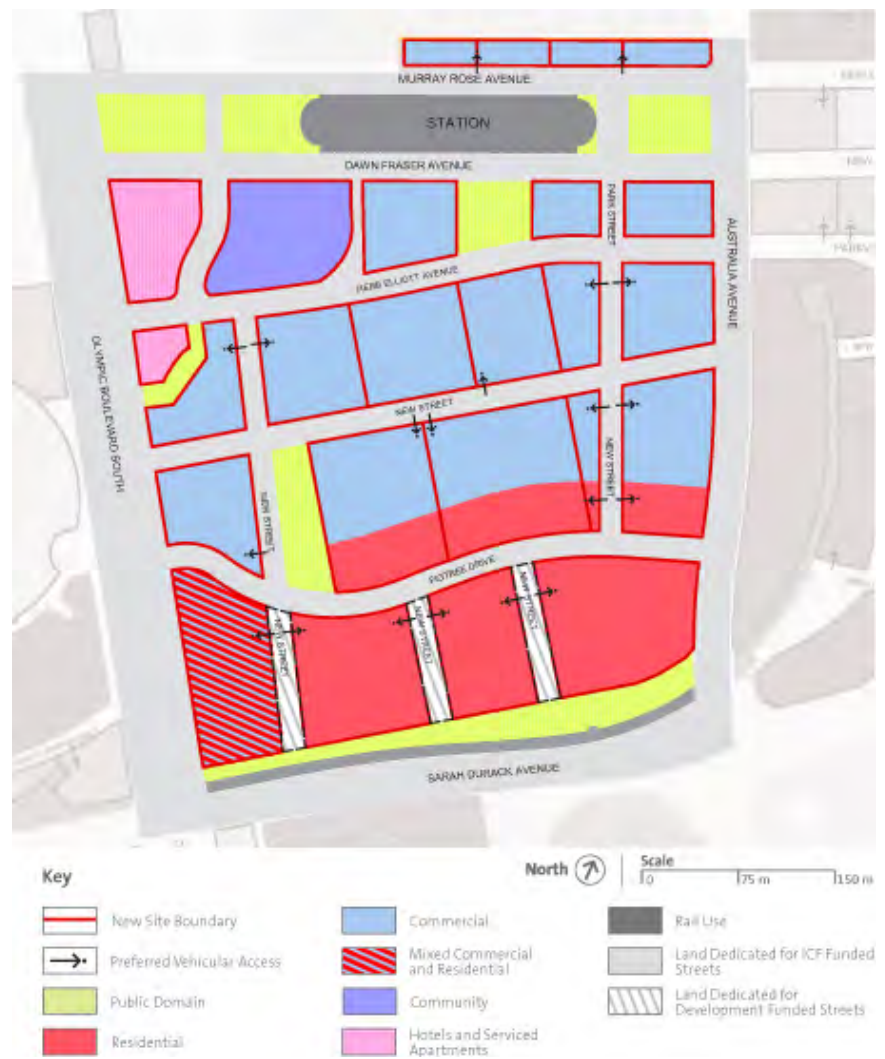 MURRAY ROSE AVENUE
STATION
DAWN FRASER AVENUE
PARK STREET
AUSTRALIA AVENUE
HERB ELLIOTT AVENUE
OLYMPIC BOULEVARD SOUTH
NEW STREET
NEW STREET
NEW STREET
FIGTREE DRIVE
NEW STREET
NEW STREET
NEW STREET
SARAH DURACK AVENUE
Key
North
Scale
0
75 m
150 m
New Site Boundary
Commercial
Rail Use
Preferred Vehicular Access
Mixed Commercial
and Residential
Land Dedicated for ICF Funded
Streets
Public Domain
Community
Land Dedicated for
Development Funded Streets
Residential
Hotels and Serviced
Apartments